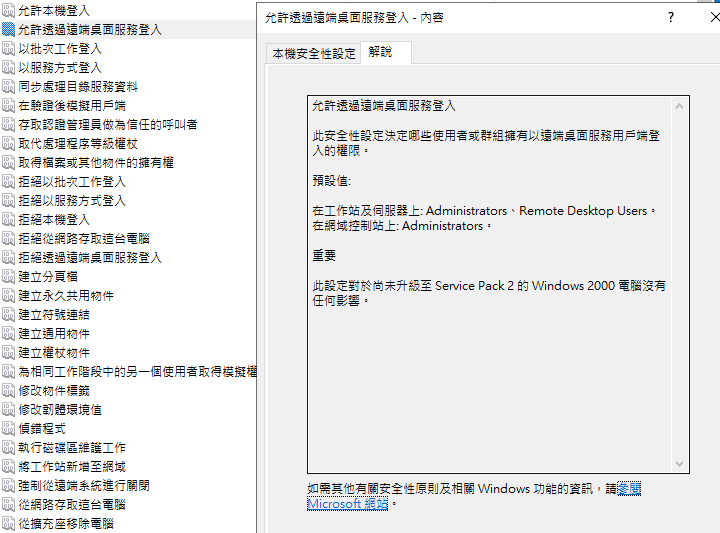 允許本機登入
允許透過遠端桌面服務登入
以批次工作登入
以服務方式登入
同步處理目錄服務資料
在驗證後模擬用戶端
存取認證管理員做為信任的呼叫者
取代處理程序等級權杖
取得檔案或其他物件的擁有權
拒絕以批次工作登入
拒絕以服務方式登入
拒絕本機登入
拒絕從網路存取這台電腦
拒絕透過遠端桌面服務登入
建立分頁檔
建立永久共用物件
建立符號連結
建立通用物件
建立權杖物件
為相同工作階段中的另一個使用者取得模擬權
修改物件標籤
修改韌體環境值
偵錯程式
執行磁碟區維護工作
將工作站新增至網域
強制從遠端系統進行關閉
從網路存取這台電腦
從擴充座移除電腦
允許透過遠端桌面服務登入 - 內容
?
本機安全性設定 解說
允許透過遠端桌面服務登入
此安全性設定決定哪些使用者或群組擁有以遠端桌面服務用戶端登
入的權限。
預設值:
在工作站及伺服器上: Administrators、Remote Desktop Users。
在網域控制站上: Administrators。
重要
此設定對於尚未升級至 Service Pack 2 的 Windows 2000 電腦沒有
任何影響。
如需其他有關安全性原則及相關 Windows 功能的資訊，請參閱
Microsoft 網站。